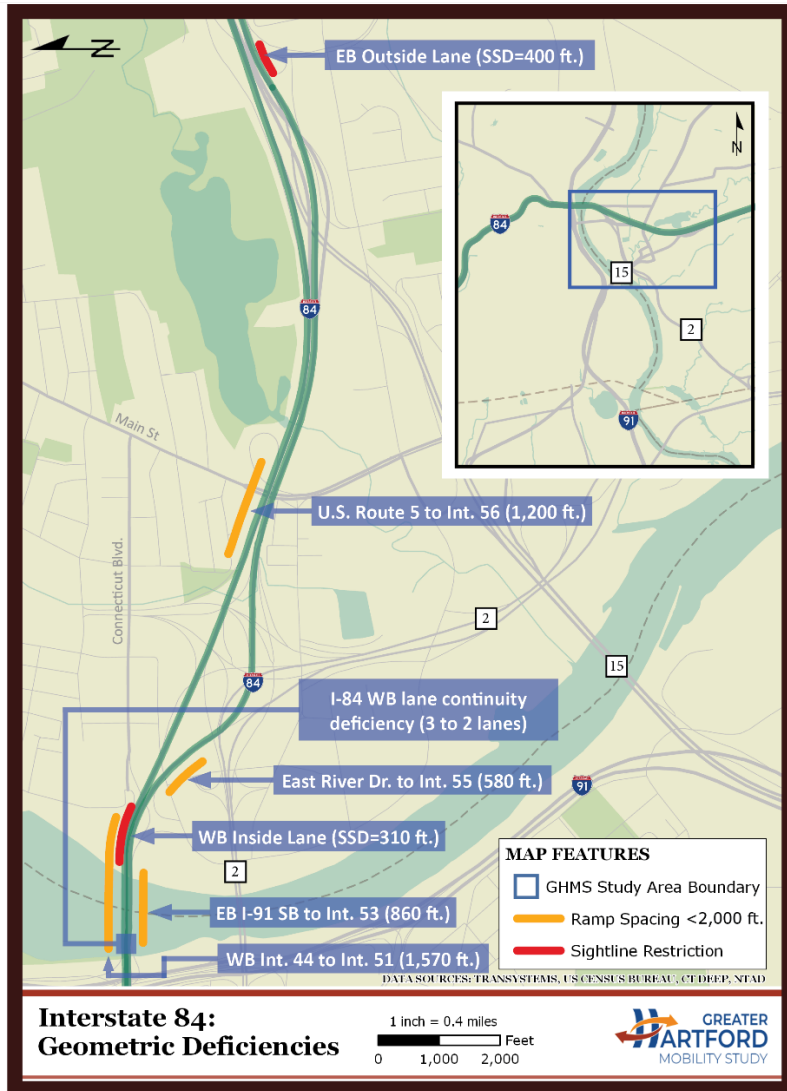 N
EB Outside Lane (SSD=400 ft.)
N
84
15
2
91
84
Main St
U.S. Route 5 to Int. 56 (1,200 ft.)
Connecticut Blvd.
2
15
84
I-84 WB lane continuity
deficiency (3 to 2 lanes)
East River Dr. to Int. 55 (580 ft.)
91
WB Inside Lane (SSD=310 ft.)
2
EB I-91 SB to Int. 53 (860 ft.)
WB Int. 44 to Int. 51 (1,570 ft.)
MAP FEATURES
GHMS Study Area Boundary
Ramp Spacing <2,000 ft.
Sightline Restriction
DATA SOURCES: TRANSYSTEMS, US CENSUS BUREAU, CT DEEP, NTAD
Interstate 84:
Geometric Deficiencies
1 inch = 0.4 miles
Feet
0 1,000 2,000
GREATER
HARTFORD
MOBILITY STUDY